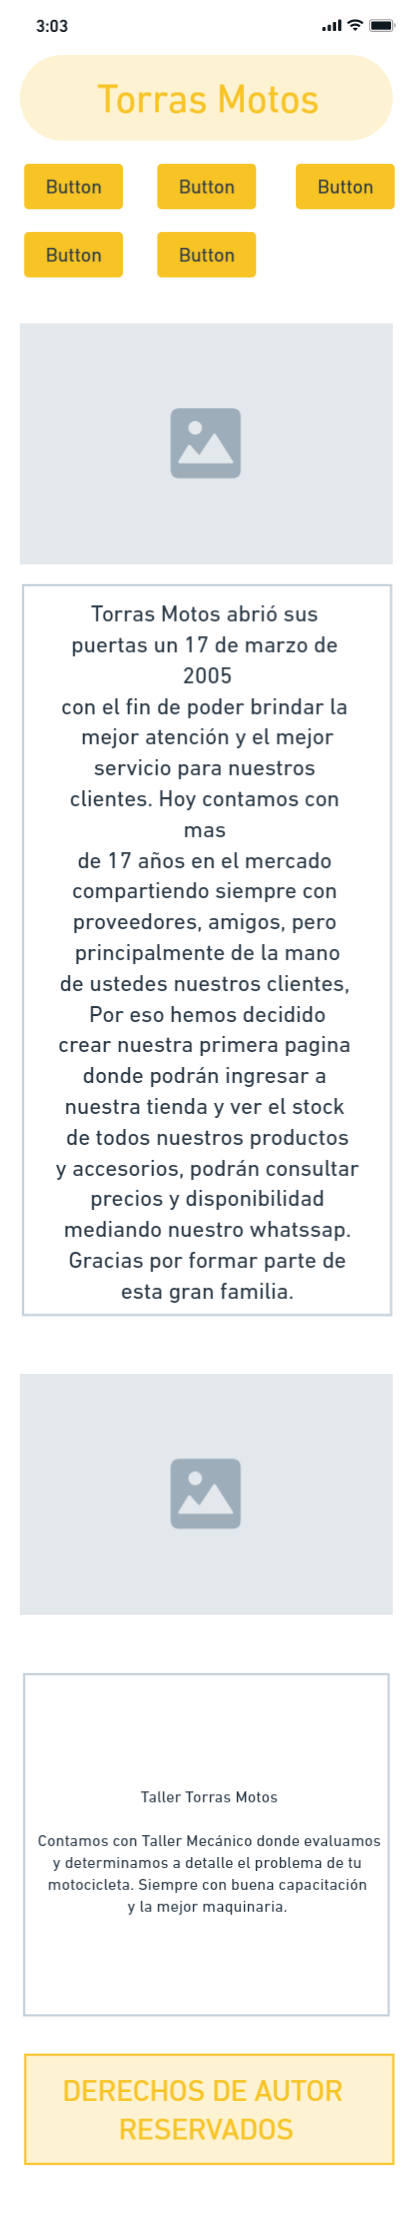 3:03
Torras Motos
Button Button Button
Button Button
Torras Motos abrió sus
puertas un 17 de marzo de
2005
con el fin de poder brindar la
mejor atención y el mejor
servicio para nuestros
clientes. Hoy contamos con
mas
de 17 años en el mercado
compartiendo siempre con
proveedores, amigos, pero
principalmente de la mano
de ustedes nuestros clientes,
Por eso hemos decidido
crear nuestra primera pagina
donde podrán ingresar a
nuestra tienda y ver el stock
de todos nuestros productos
y accesorios, podrán consultar
precios y disponibilidad
mediando nuestro whatssap.
Gracias por formar parte de
esta gran familia.
Taller Torras Motos
Contamos con Taller Mecánico donde evaluamos
y determinamos a detalle el problema de tu
motocicleta. Siempre con buena capacitación
y la mejor maquinaria.
DERECHOS DE AUTOR
RESERVADOS